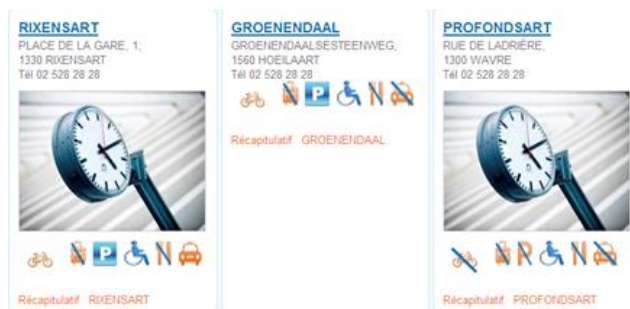 RIXENSART
PLACE DE LA GARE, 1,
1330 RIXENSART
Tél 02 528 28 28
P
Récapitulatif RIXENSART
GROENENDAAL
GROENENDAALSESTEENWEG,
1560 HOEILAART
Tél 02 528 28 28
P
Récapitulatif GROENENDAAL
PROFONDSART
RUE DE LADRIÈRE,
1300 WAVRE
Tél 02 528 28 28
P
Récapitulatif PROFONDSART